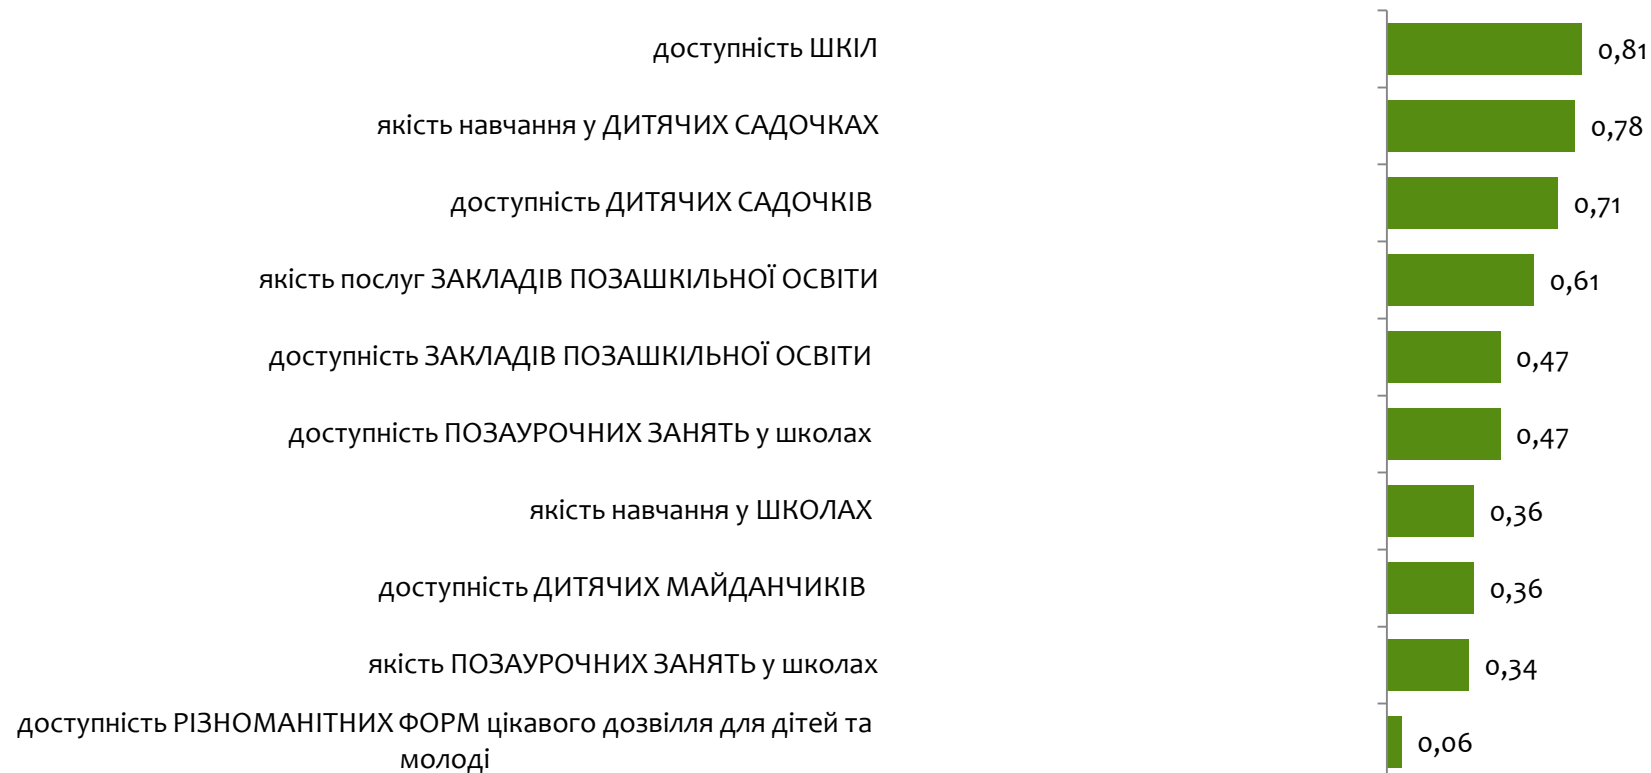 доступність ШКІЛ 0,81
якість навчання у ДИТЯЧИХ САДОЧКАХ 0,78
доступність ДИТЯЧИХ САДОЧКІВ 0,71
якість послуг ЗАКЛАДІВ ПОЗАШКІЛЬНОЇ ОСВІТИ 0,61
доступність ЗАКЛАДІВ ПОЗАШКІЛЬНОЇ ОСВІТИ 0,47
доступність ПОЗАУРОЧНИХ ЗАНЯТЬ у школах 0,47
якість навчання у ШКОЛАХ 0,36
доступність ДИТЯЧИХ МАЙДАНЧИКІВ 0,36
якість ПОЗАУРОЧНИХ ЗАНЯТЬ у школах 0,34
доступність РІЗНОМАНІТНИХ ФОРМ цікавого дозвілля для дітей та
молоді 0,06